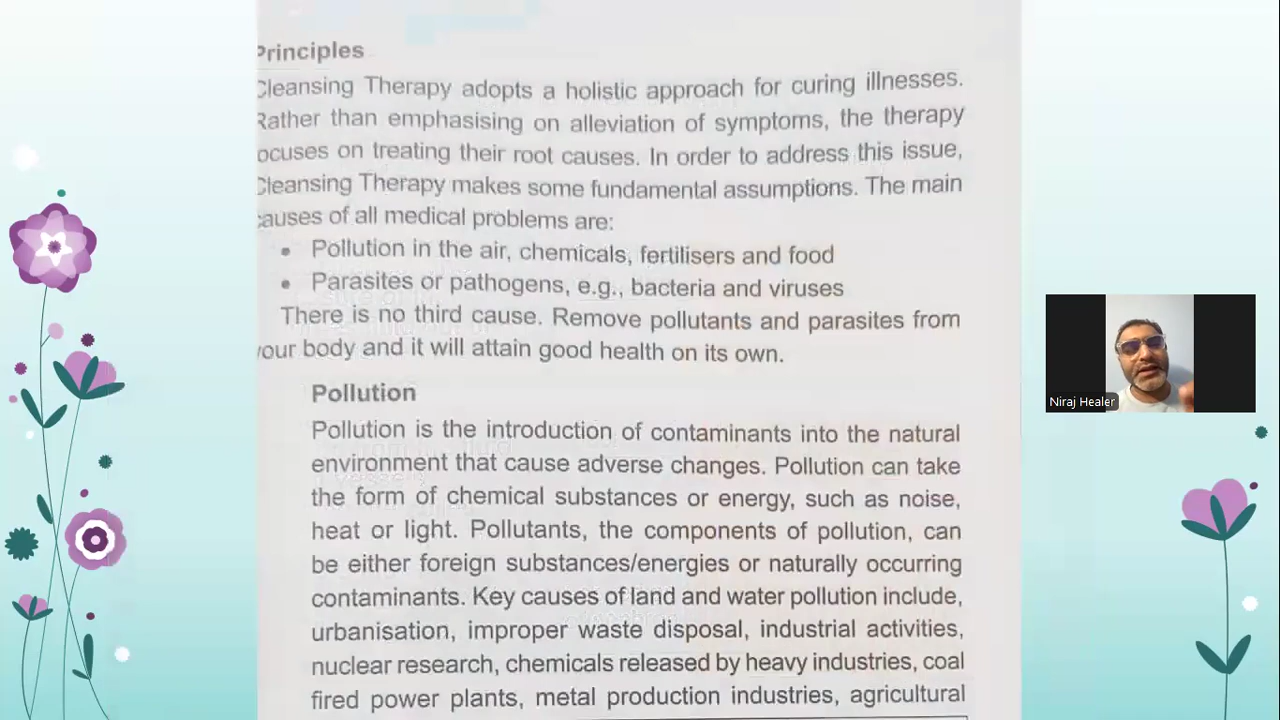 Principles
Cleansing Therapy adopts a holistic approach for curing illnesses.
Rather than emphasising on alleviation of symptoms, the therapy
ocuses on treating their root causes. In order to address this issue,
Cleansing Therapy makes some fundamental assumptions. The main
causes of all medical problems are:
• Pollution in the air, chemicals, fertilisers and food
• Parasites or pathogens, e.g., bacteria and viruses
There is no third cause. Remove pollutants and parasites from
your body and it will attain good health on its own.
Pollution
Pollution is the introduction of contaminants into the natural
environment that cause adverse changes. Pollution can take
the form of chemical substances or energy, such as noise,
heat or light. Pollutants, the components of pollution, can
be either foreign substances/energies or naturally occurring
contaminants. Key causes of land and water pollution include,
urbanisation, improper waste disposal, industrial activities,
nuclear research, chemicals released by heavy industries, coal
fired power plants, metal production industries, agricultural
Niraj Healer